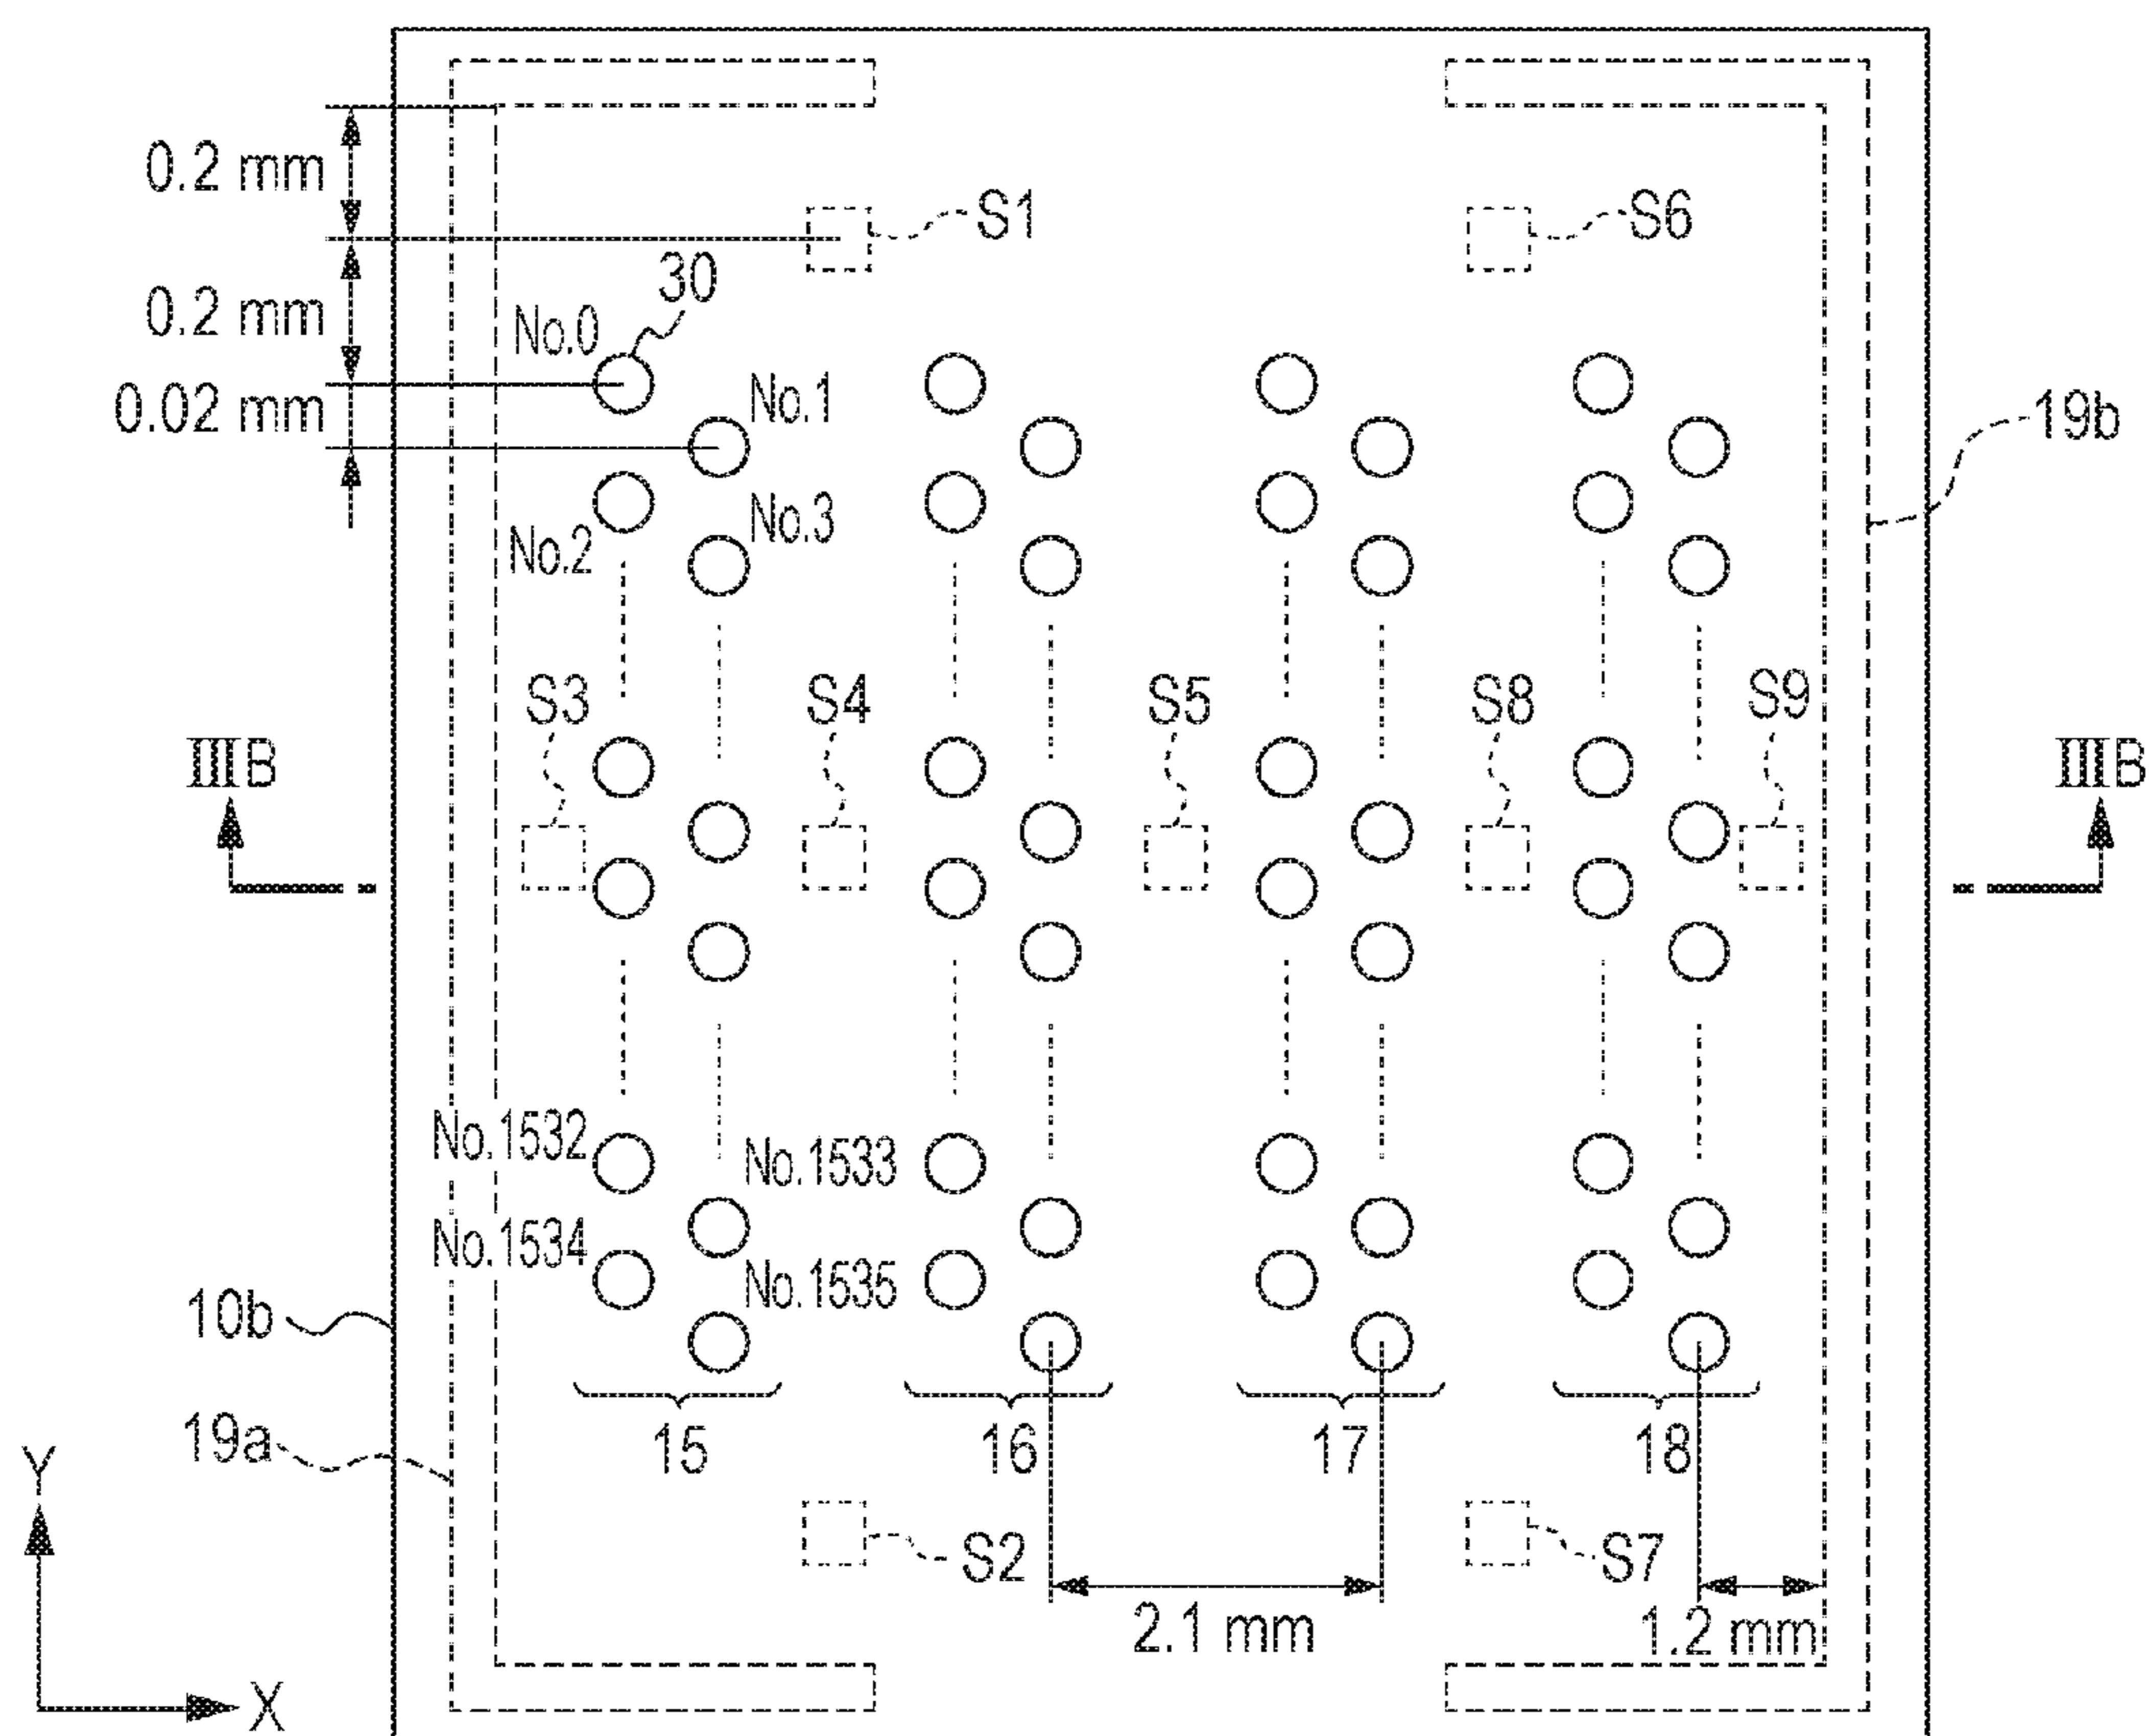 0.2 mm
S1
S6
30
0.2 mm
No.0
0.02 mm
No.1
19b
No.3
No.2
S3
S4
S5
S8
S9
ⅢB
ⅢB
No.1532
No.1533
No.1534
No.1535
10b
15
16
17
18
19a
Y
S2
S7
2.1 mm
1.2 mm
X